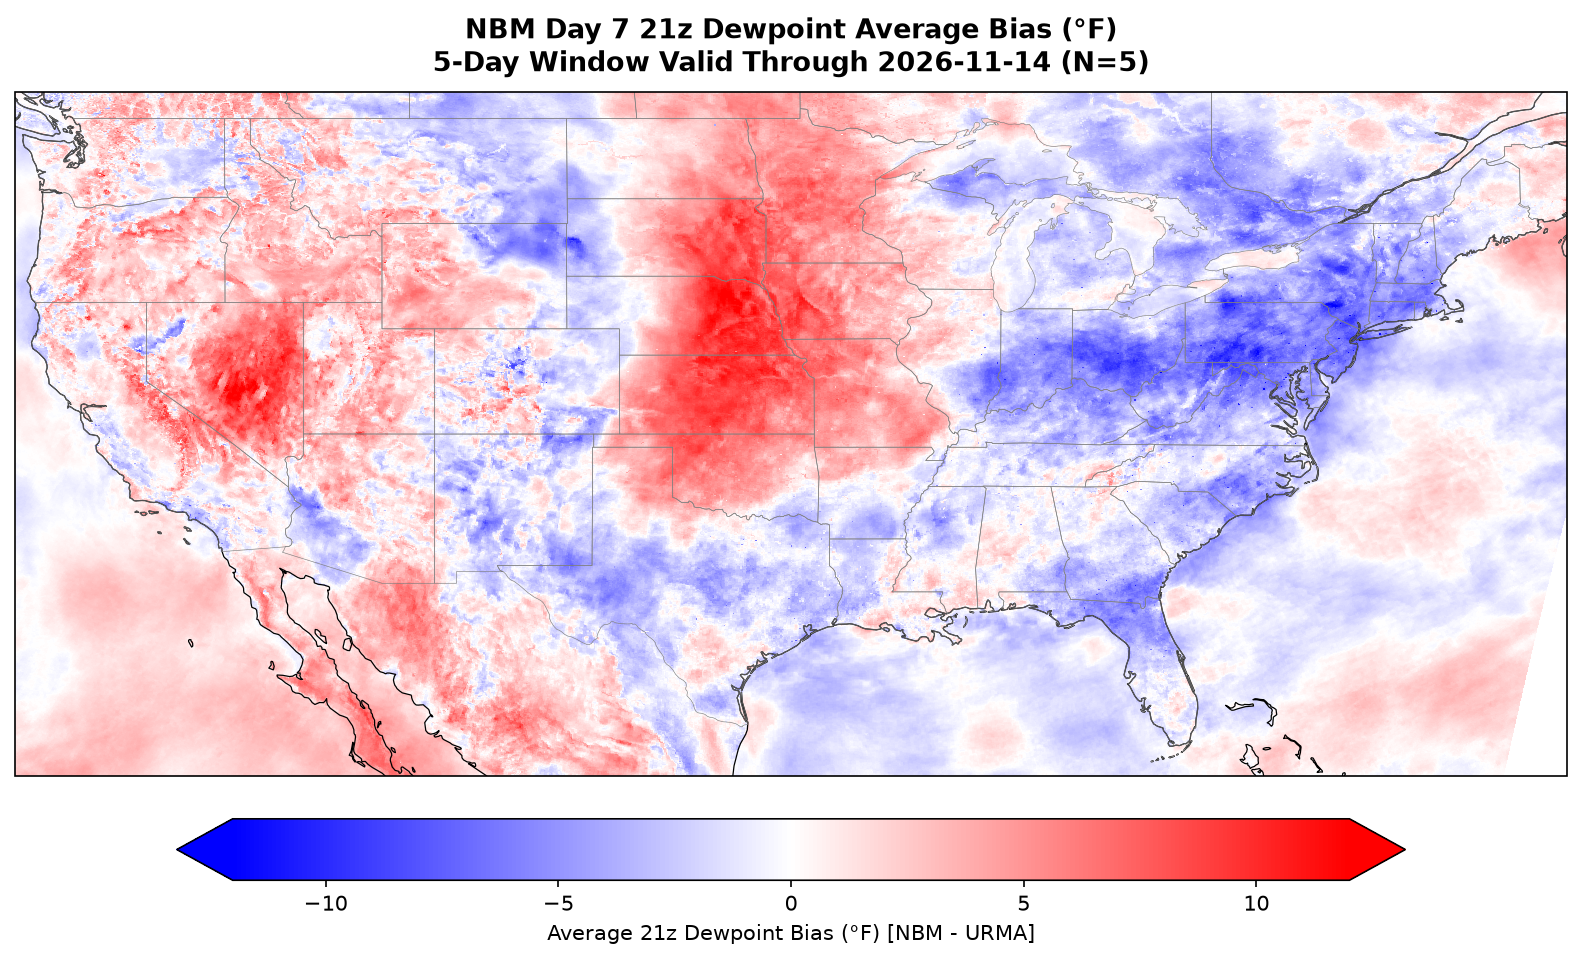 NBM Day 7 21z Dewpoint Average Bias (°F)
5-Day Window Valid Through 2026-11-14 (N=5)
−10 −5 0 5 10
Average 21z Dewpoint Bias (°F) [NBM - URMA]